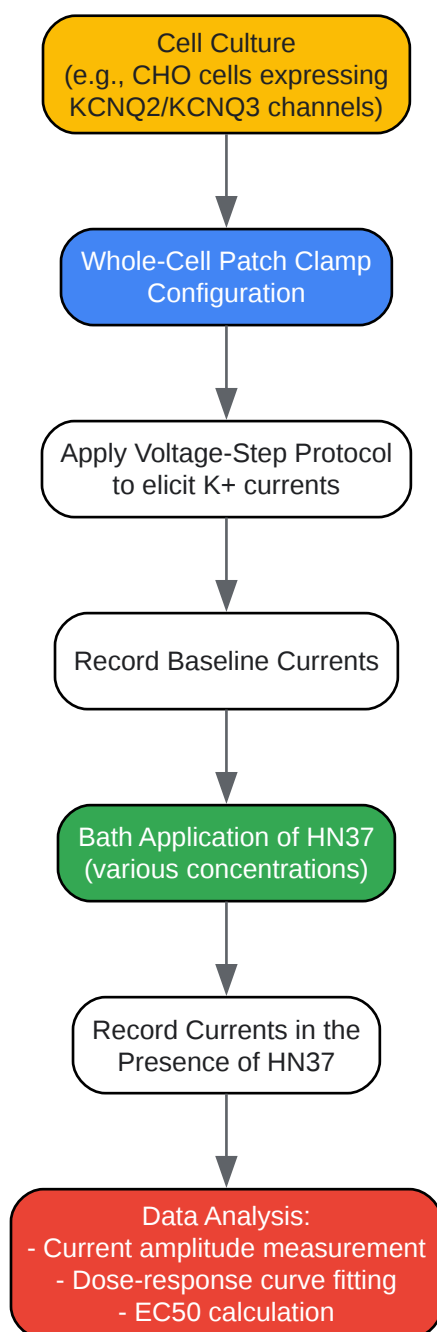 Cell Culture
(e.g., CHO cells expressing
KCNQ2/KCNQ3 channels)
Whole-Cell Patch Clamp
Configuration
Apply Voltage-Step Protocol
to elicit K+ currents
Record Baseline Currents
Bath Application of HN37
(various concentrations)
Record Currents in the
Presence of HN37
Data Analysis:
- Current amplitude measurement
- Dose-response curve fitting
- EC50 calculation